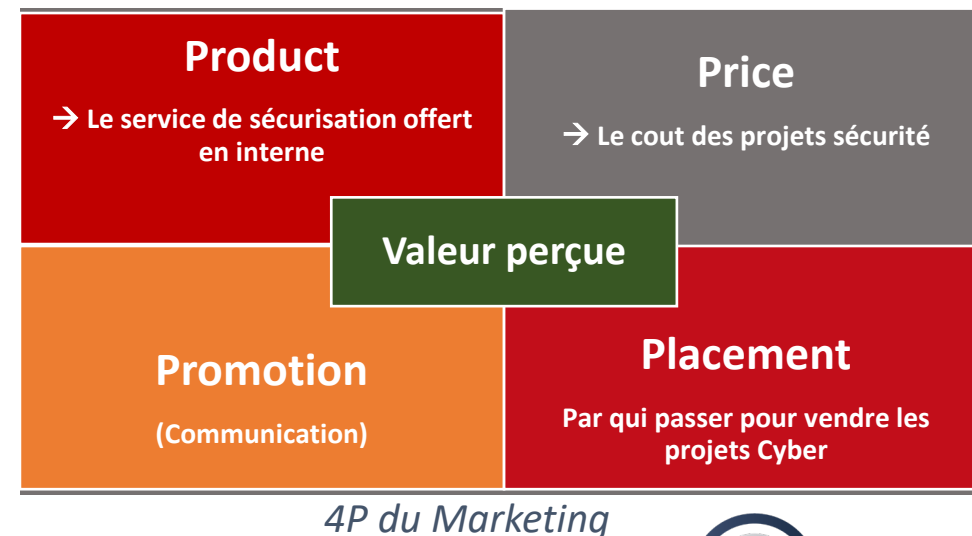 Product
→ Le service de sécurisation offert
en interne
Price
→ Le cout des projets sécurité
Valeur perçue
Promotion
(Communication)
Placement
Par qui passer pour vendre les
projets Cyber
4P du Marketing